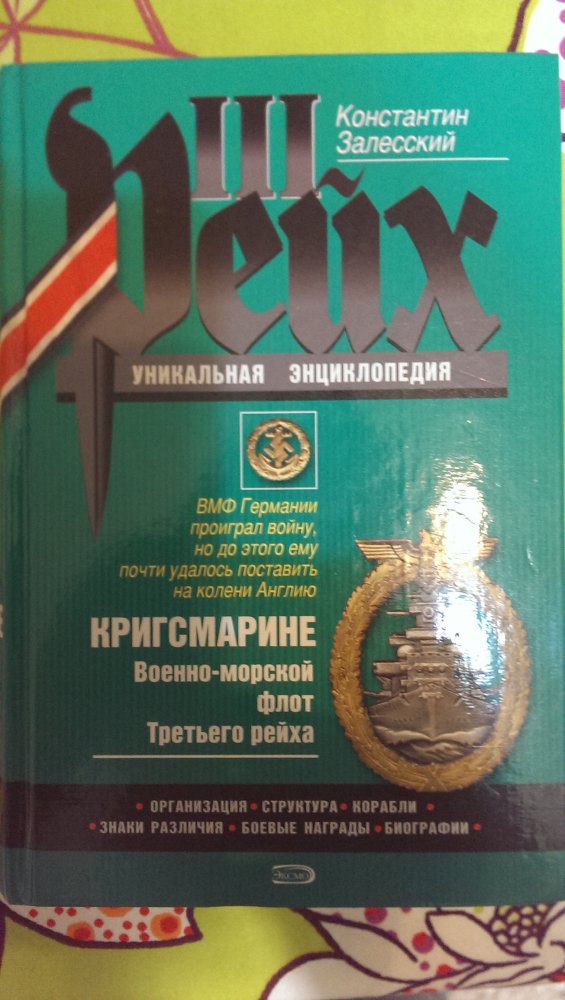 III
Рейх
Константин
Залесский
УНИКАЛЬНАЯ ЭНЦИКЛОПЕДИЯ
ВМФ Германии
проиграл войну,
но до этого ему
почти удалось поставить
на колени Англию
КРИГСМАРИНЕ
Военно-морской
флот
Третьего рейха
• ОРГАНИЗАЦИЯ • СТРУКТУРА • КОРАБЛИ •
• ЗНАКИ РАЗЛИЧИЯ • БОЕВЫЕ НАГРАДЫ • БИОГРАФИИ •
ЭКСМО